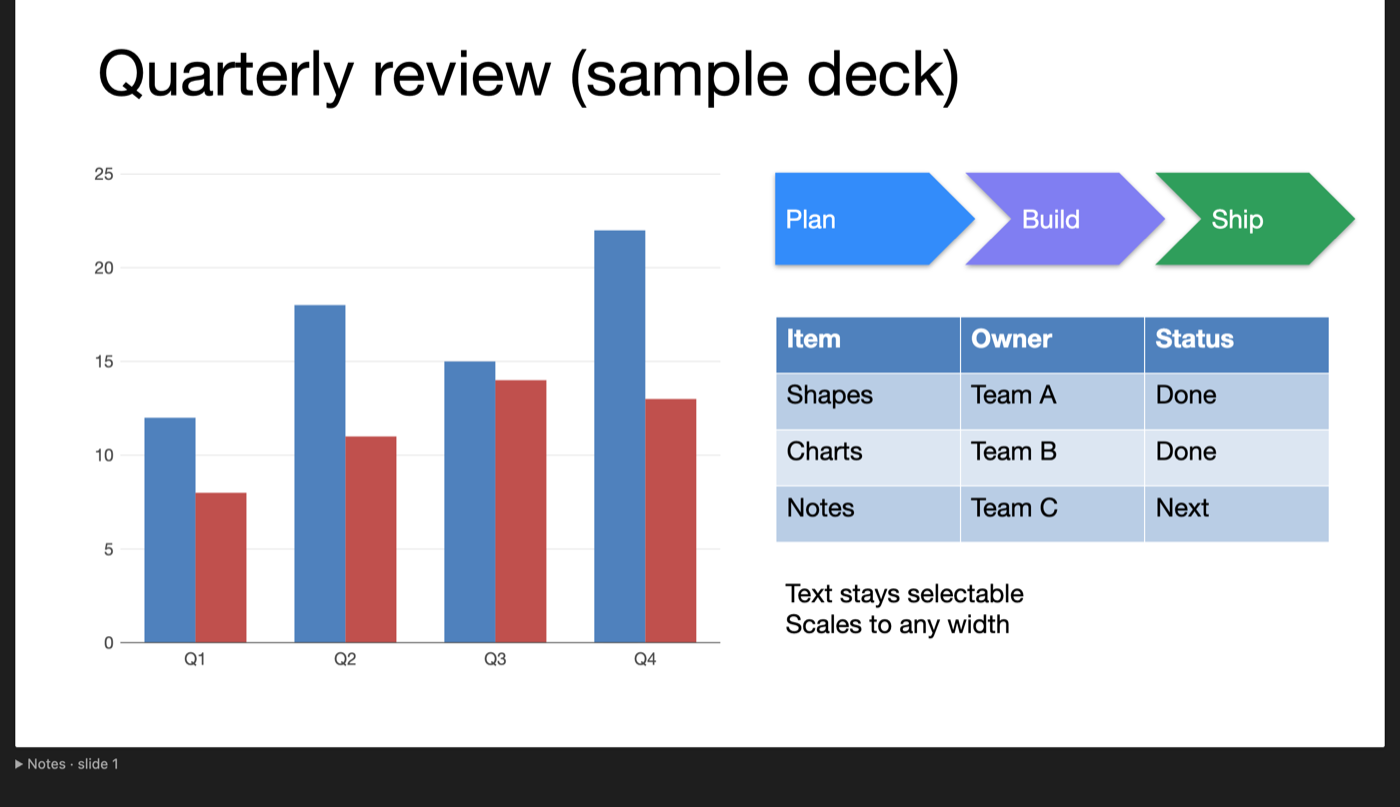 Quarterly review (sample deck)
25
20
15
10
5
0
Q1 Q2 Q3 Q4
Plan Build Ship
Item Owner Status
Shapes Team A Done
Charts Team B Done
Notes Team C Next
Text stays selectable
Scales to any width
Notes · slide 1